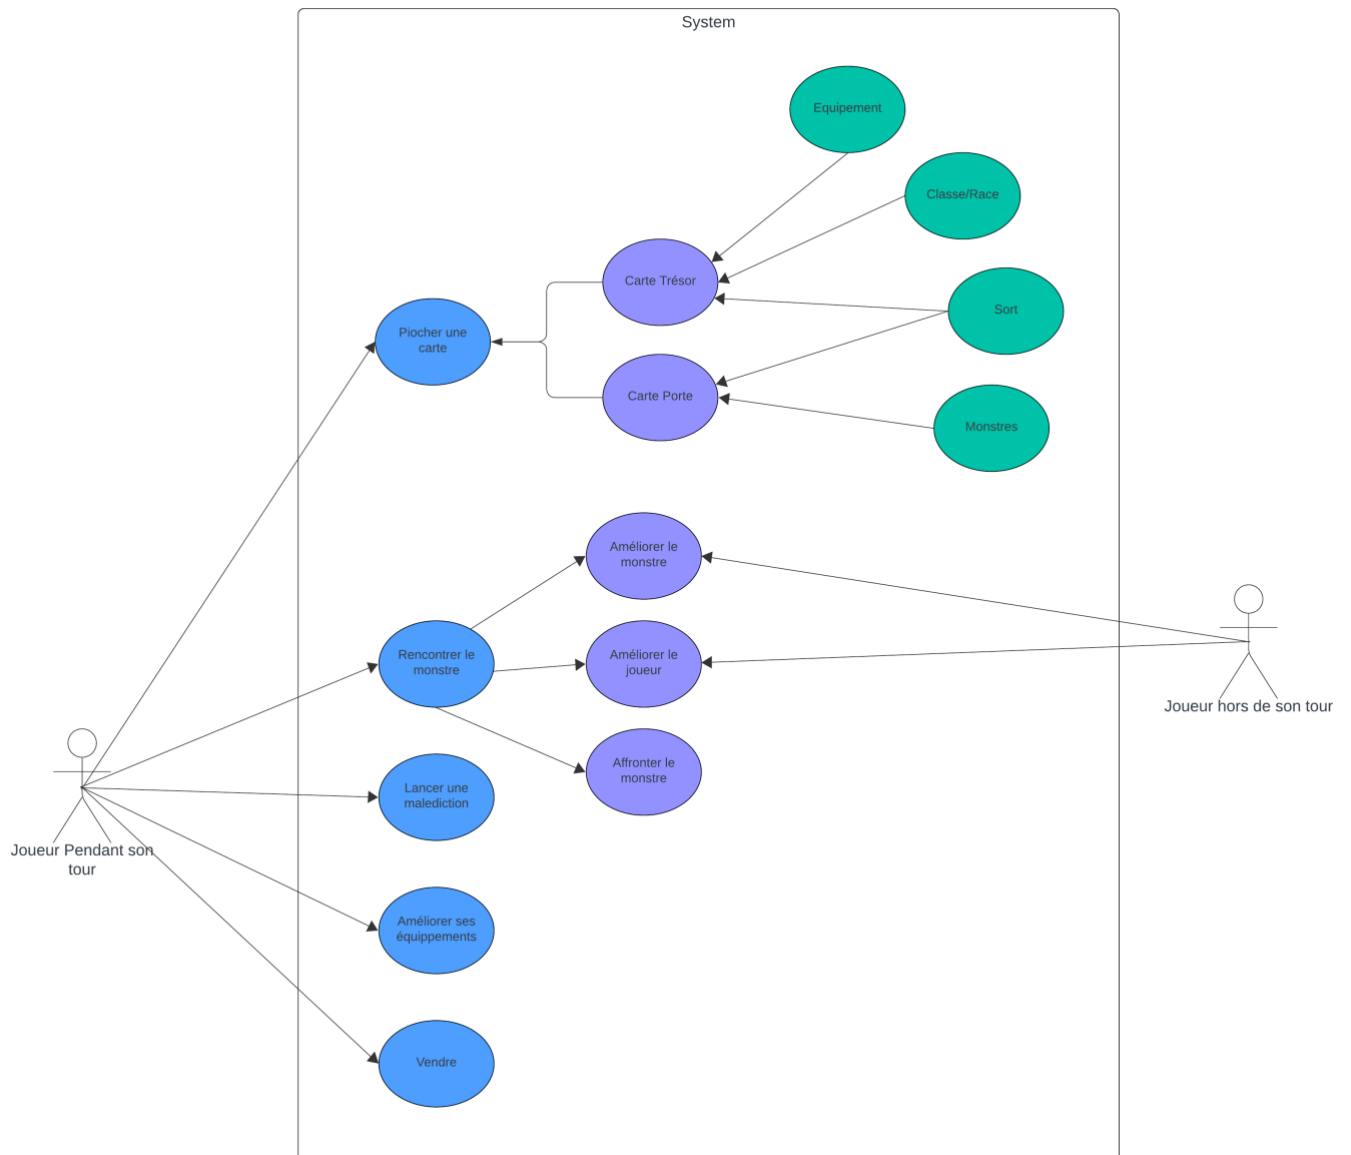 System
Equipement
Classe/Race
Carte Trésor
Sort
Piocher une
carte
Carte Porte
Monstres
Améliorer le
monstre
Rencontrer le
monstre
Améliorer le
joueur
Joueur hors de son tour
Affronter le
monstre
Lancer une
malediction
Joueur Pendant son
tour
Améliorer ses
équippements
Vendre